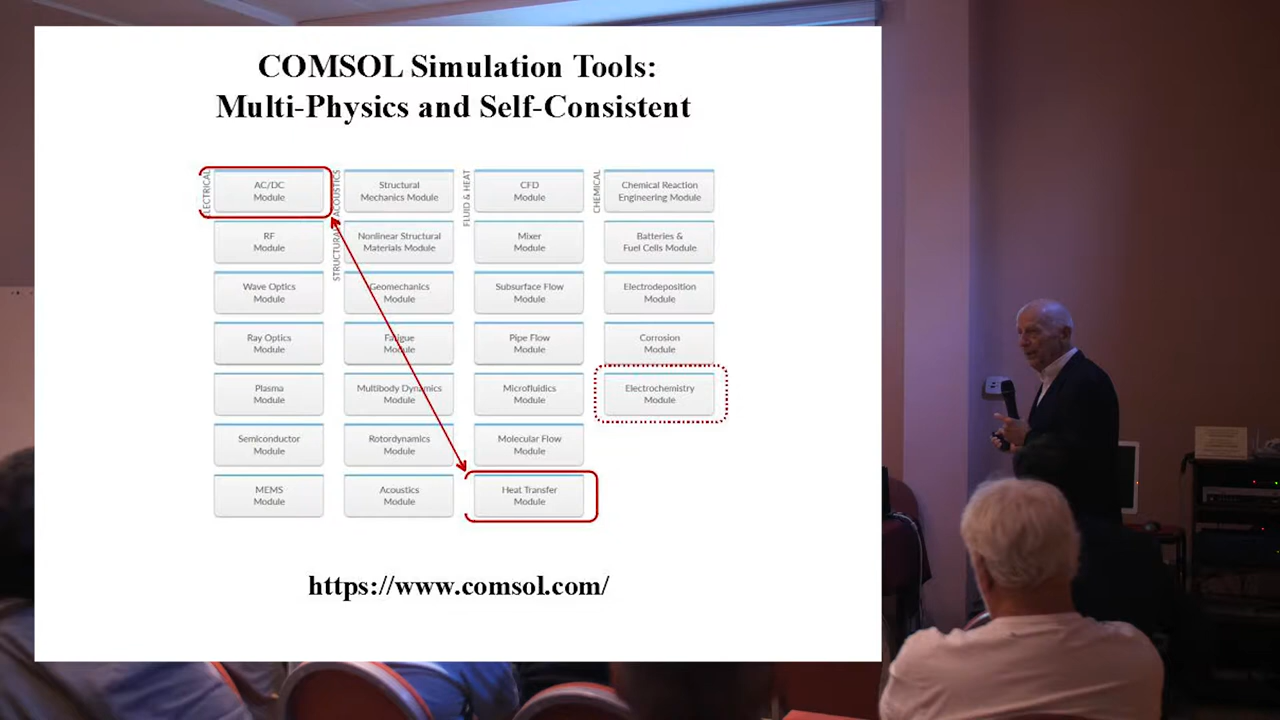 COMSOL Simulation Tools:
Multi-Physics and Self-Consistent
ELECTRICAL
AC/DC
Module
RF
Module
Wave Optics
Module
Ray Optics
Module
Plasma
Module
Semiconductor
Module
MEMS
Module
STRUCTURAL
ACOUSTICS
Structural
Mechanics Module
Nonlinear Structural
Materials Module
Geomechanics
Module
Fatigue
Module
Multibody Dynamics
Module
Rotordynamics
Module
Acoustics
Module
FLUID & HEAT
CFD
Module
Mixer
Module
Subsurface Flow
Module
Pipe Flow
Module
Microfluidics
Module
Molecular Flow
Module
Heat Transfer
Module
CHEMICAL
Chemical Reaction
Engineering Module
Batteries &
Fuel Cells Module
Electrodeposition
Module
Corrosion
Module
Electrochemistry
Module
https://www.comsol.com/